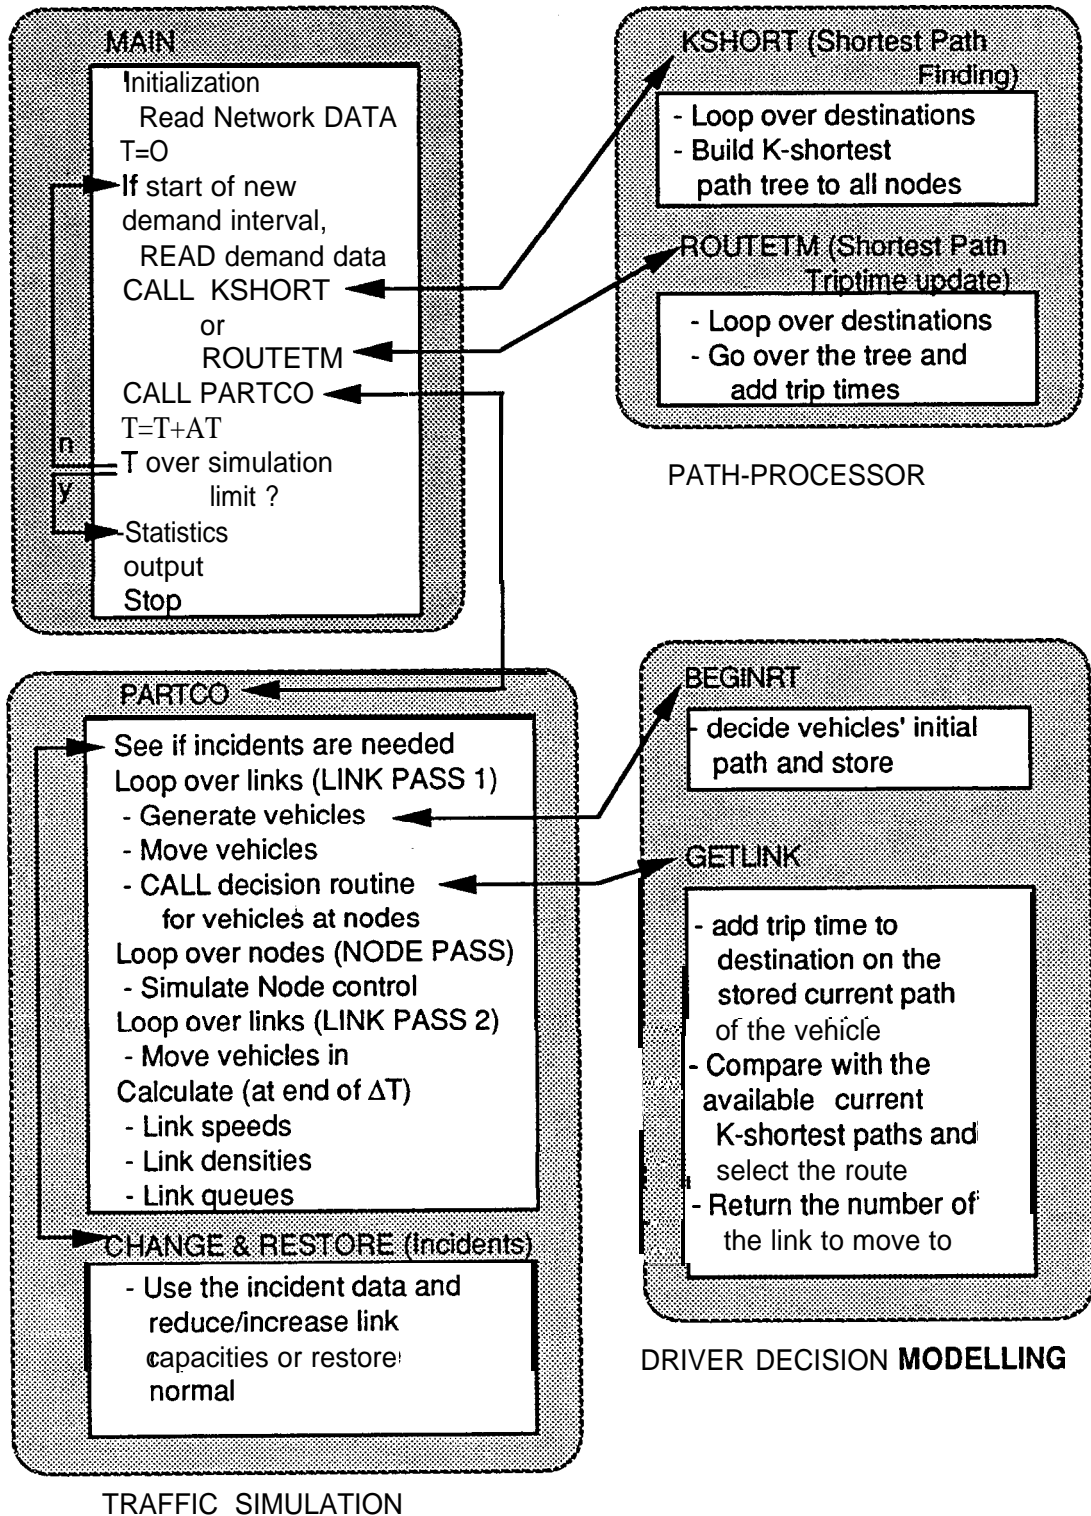 MAIN
Initialization
Read Network DATA
T=O
If start of new
demand interval,
READ demand data
CALL KSHORT
or
ROUTETM
CALL PARTCO
T=T+AT
n
T over simulation
y
limit ?
-Statistics
output
Stop
KSHORT (Shortest Path
Finding)
- Loop over destinations
- Build K-shortest
path tree to all nodes
ROUTETM (Shortest Path
Triptime update)
- Loop over destinations
- Go over the tree and
add trip times
PATH-PROCESSOR
PARTCO
See if incidents are needed
Loop over links (LINK PASS 1)
- Generate vehicles
- Move vehicles
- CALL decision routine
for vehicles at nodes
Loop over nodes (NODE PASS)
- Simulate Node control
Loop over links (LINK PASS 2)
- Move vehicles in
Calculate (at end of ΔT)
- Link speeds
- Link densities
- Link queues
CHANGE & RESTORE (Incidents)
- Use the incident data and
reduce/increase link
capacities or restore
normal
TRAFFIC SIMULATION
BEGINRT
- decide vehicles' initial
path and store
GETLINK
- add trip time to
destination on the
stored current path
of the vehicle
- Compare with the
available current
K-shortest paths and
select the route
- Return the number of
the link to move to
DRIVER DECISION MODELLING